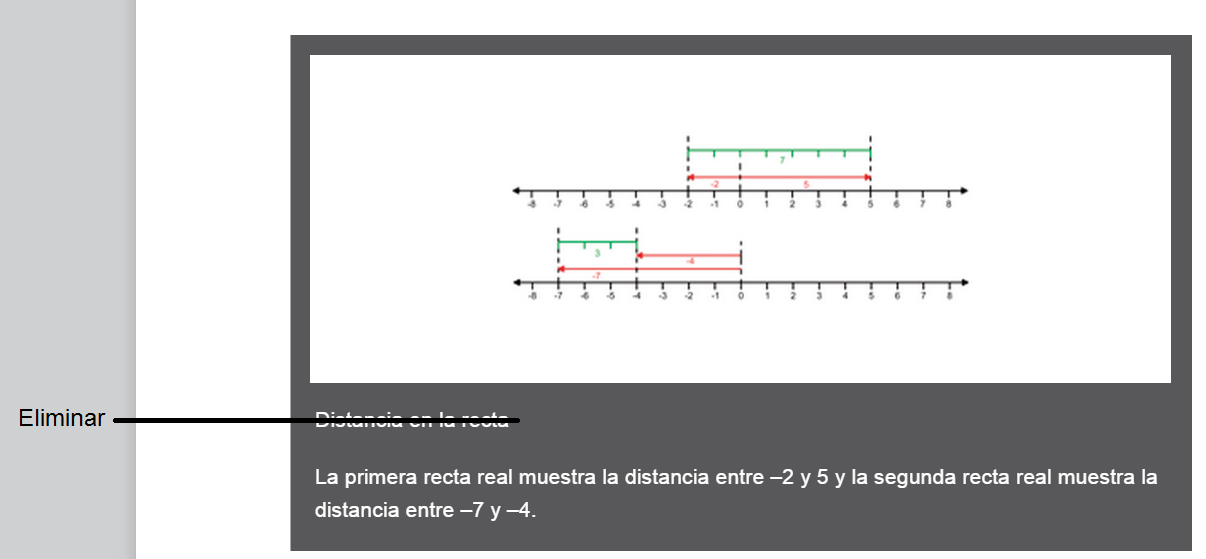 7
-2 5
-8 -7 -6 -5 -4 -3 -2 -1 0 1 2 3 4 5 6 7 8
3
-4
-7
-8 -7 -6 -5 -4 -3 -2 -1 0 1 2 3 4 5 6 7 8
Eliminar
Distancia en la recta
La primera recta real muestra la distancia entre –2 y 5 y la segunda recta real muestra la
distancia entre –7 y –4.